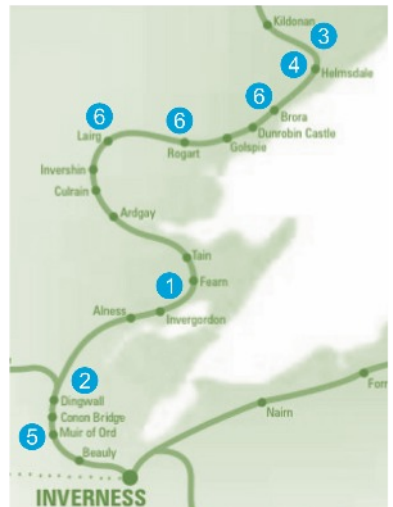 Kildonan
3
4
Helmsdale
6
6
6
Brora
Lairg
Dunrobin Castle
Rogart
Golspie
Invershin
Culrain
Ardgay
Tain
1
Fearn
Alness
Invergordon
2
Dingwall
Conon Bridge
5
Muir of Ord
Nairn
Forr
Beauly
INVERNESS